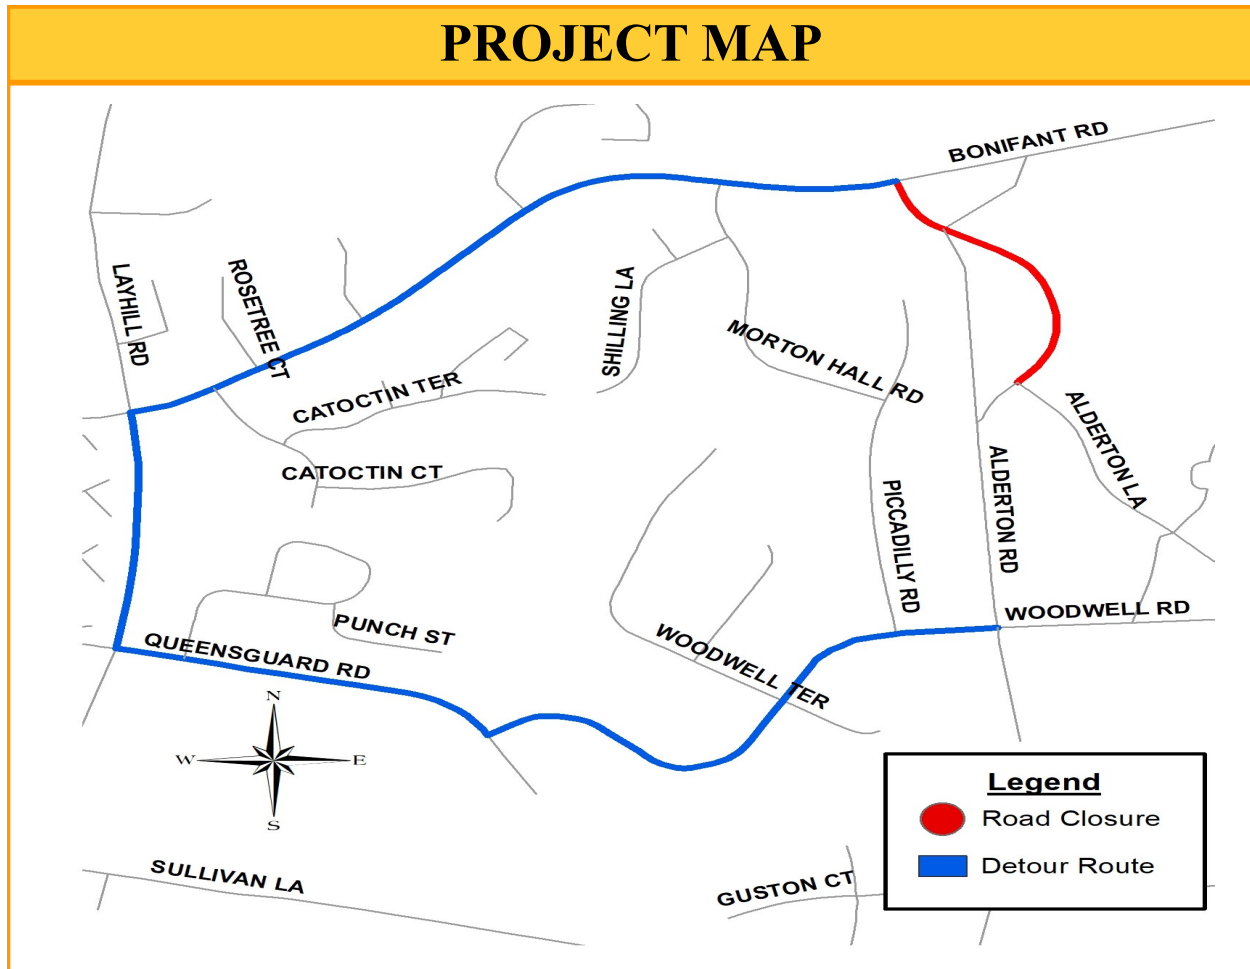 PROJECT MAP
BONIFANT RD
LAYHILL RD
ROSETREE CT
SHILLING LA
MORTON HALL RD
CATOCTIN TER
ALDERTON LA
CATOCTIN CT
ALDERTON RD
PICCADILLY RD
WOODWELL RD
PUNCH ST
QUEENSGUARD RD
WOODWELL TER
N
W
E
S
Legend
Road Closure
Detour Route
SULLIVAN LA
GUSTON CT